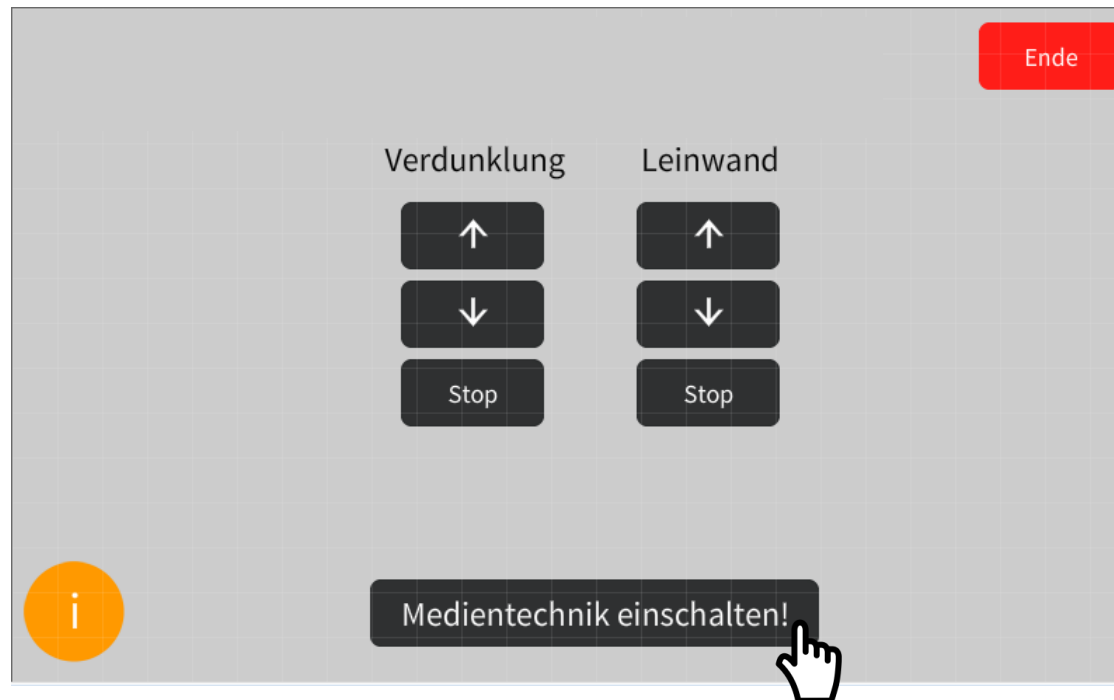 Ende
Verdunklung Leinwand
↑ ↑
↓ ↓
Stop Stop
i
Medientechnik einschalten!